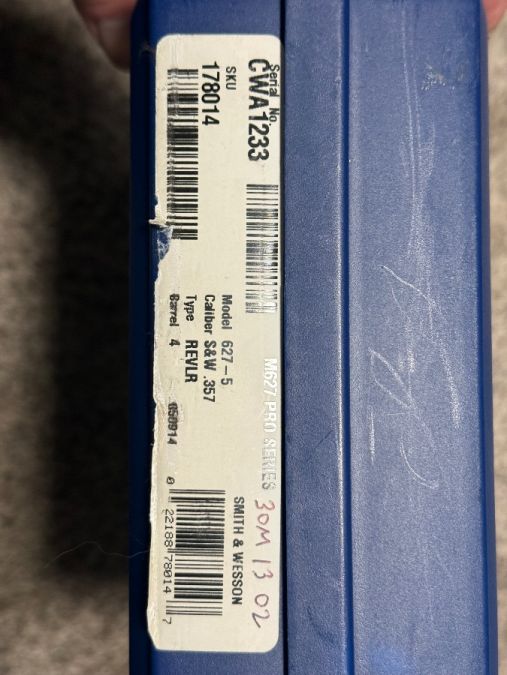 Serial No.
CWA1233
SKU
178014
M627 PRO SERIES
Model 627-5
Caliber S&W .357
Type REVLR
Barrel 4
050914
SMITH & WESSON
30M 13 02
0 22188 78014 7